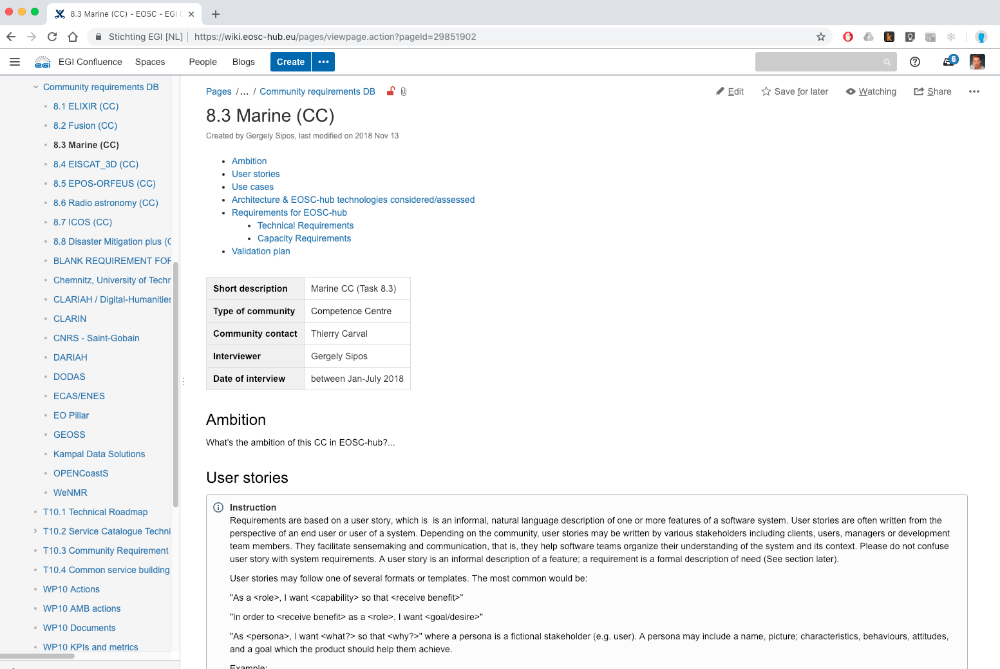 8.3 Marine (CC) - EOSC - EGI C
Stichting EGI [NL] https://wiki.eosc-hub.eu/pages/viewpage.action?pageId=29851902
EGI
EGI Confluence Spaces People Blogs Create ••• 6
Community requirements DB
8.1 ELIXIR (CC)
8.2 Fusion (CC)
8.3 Marine (CC)
8.4 EISCAT_3D (CC)
8.5 EPOS-ORFEUS (CC)
8.6 Radio astronomy (CC)
8.7 ICOS (CC)
8.8 Disaster Mitigation plus (C
BLANK REQUIREMENT FOR
Chemnitz, University of Techn
CLARIAH / Digital-Humanities
CLARIN
CNRS - Saint-Gobain
DARIAH
DODAS
ECAS/ENES
EO Pillar
GEOSS
Kampal Data Solutions
OPENCoastS
WeNMR
T10.1 Technical Roadmap
T10.2 Service Catalogue Techni
T10.3 Community Requirement
T10.4 Common service building
WP10 Actions
WP10 AMB actions
WP10 Documents
WP10 KPIs and metrics
Pages /... / Community requirements DB
Edit Save for later Watching Share •••
8.3 Marine (CC)
Created by Gergely Sipos, last modified on 2018 Nov 13
• Ambition
• User stories
• Use cases
• Architecture & EOSC-hub technologies considered/assessed
• Requirements for EOSC-hub
• Technical Requirements
• Capacity Requirements
• Validation plan
Short description Marine CC (Task 8.3)
Type of community Competence Centre
Community contact Thierry Carval
Interviewer Gergely Sipos
Date of interview between Jan-July 2018
Ambition
What's the ambition of this CC in EOSC-hub?...
User stories
Instruction
Requirements are based on a user story, which is  is an informal, natural language description of one or more features of a software system. User stories are often written from the
perspective of an end user or user of a system. Depending on the community, user stories may be written by various stakeholders including clients, users, managers or development
team members. They facilitate sensemaking and communication, that is, they help software teams organize their understanding of the system and its context. Please do not confuse
user story with system requirements. A user story is an informal description of a feature; a requirement is a formal description of need (See section later).
User stories may follow one of several formats or templates. The most common would be:
"As a <role>, I want <capability> so that <receive benefit>"
"In order to <receive benefit> as a <role>, I want <goal/desire>"
"As <persona>, I want <what?> so that <why?>" where a persona is a fictional stakeholder (e.g. user). A persona may include a name, picture; characteristics, behaviours, attitudes,
and a goal which the product should help them achieve.
Example: